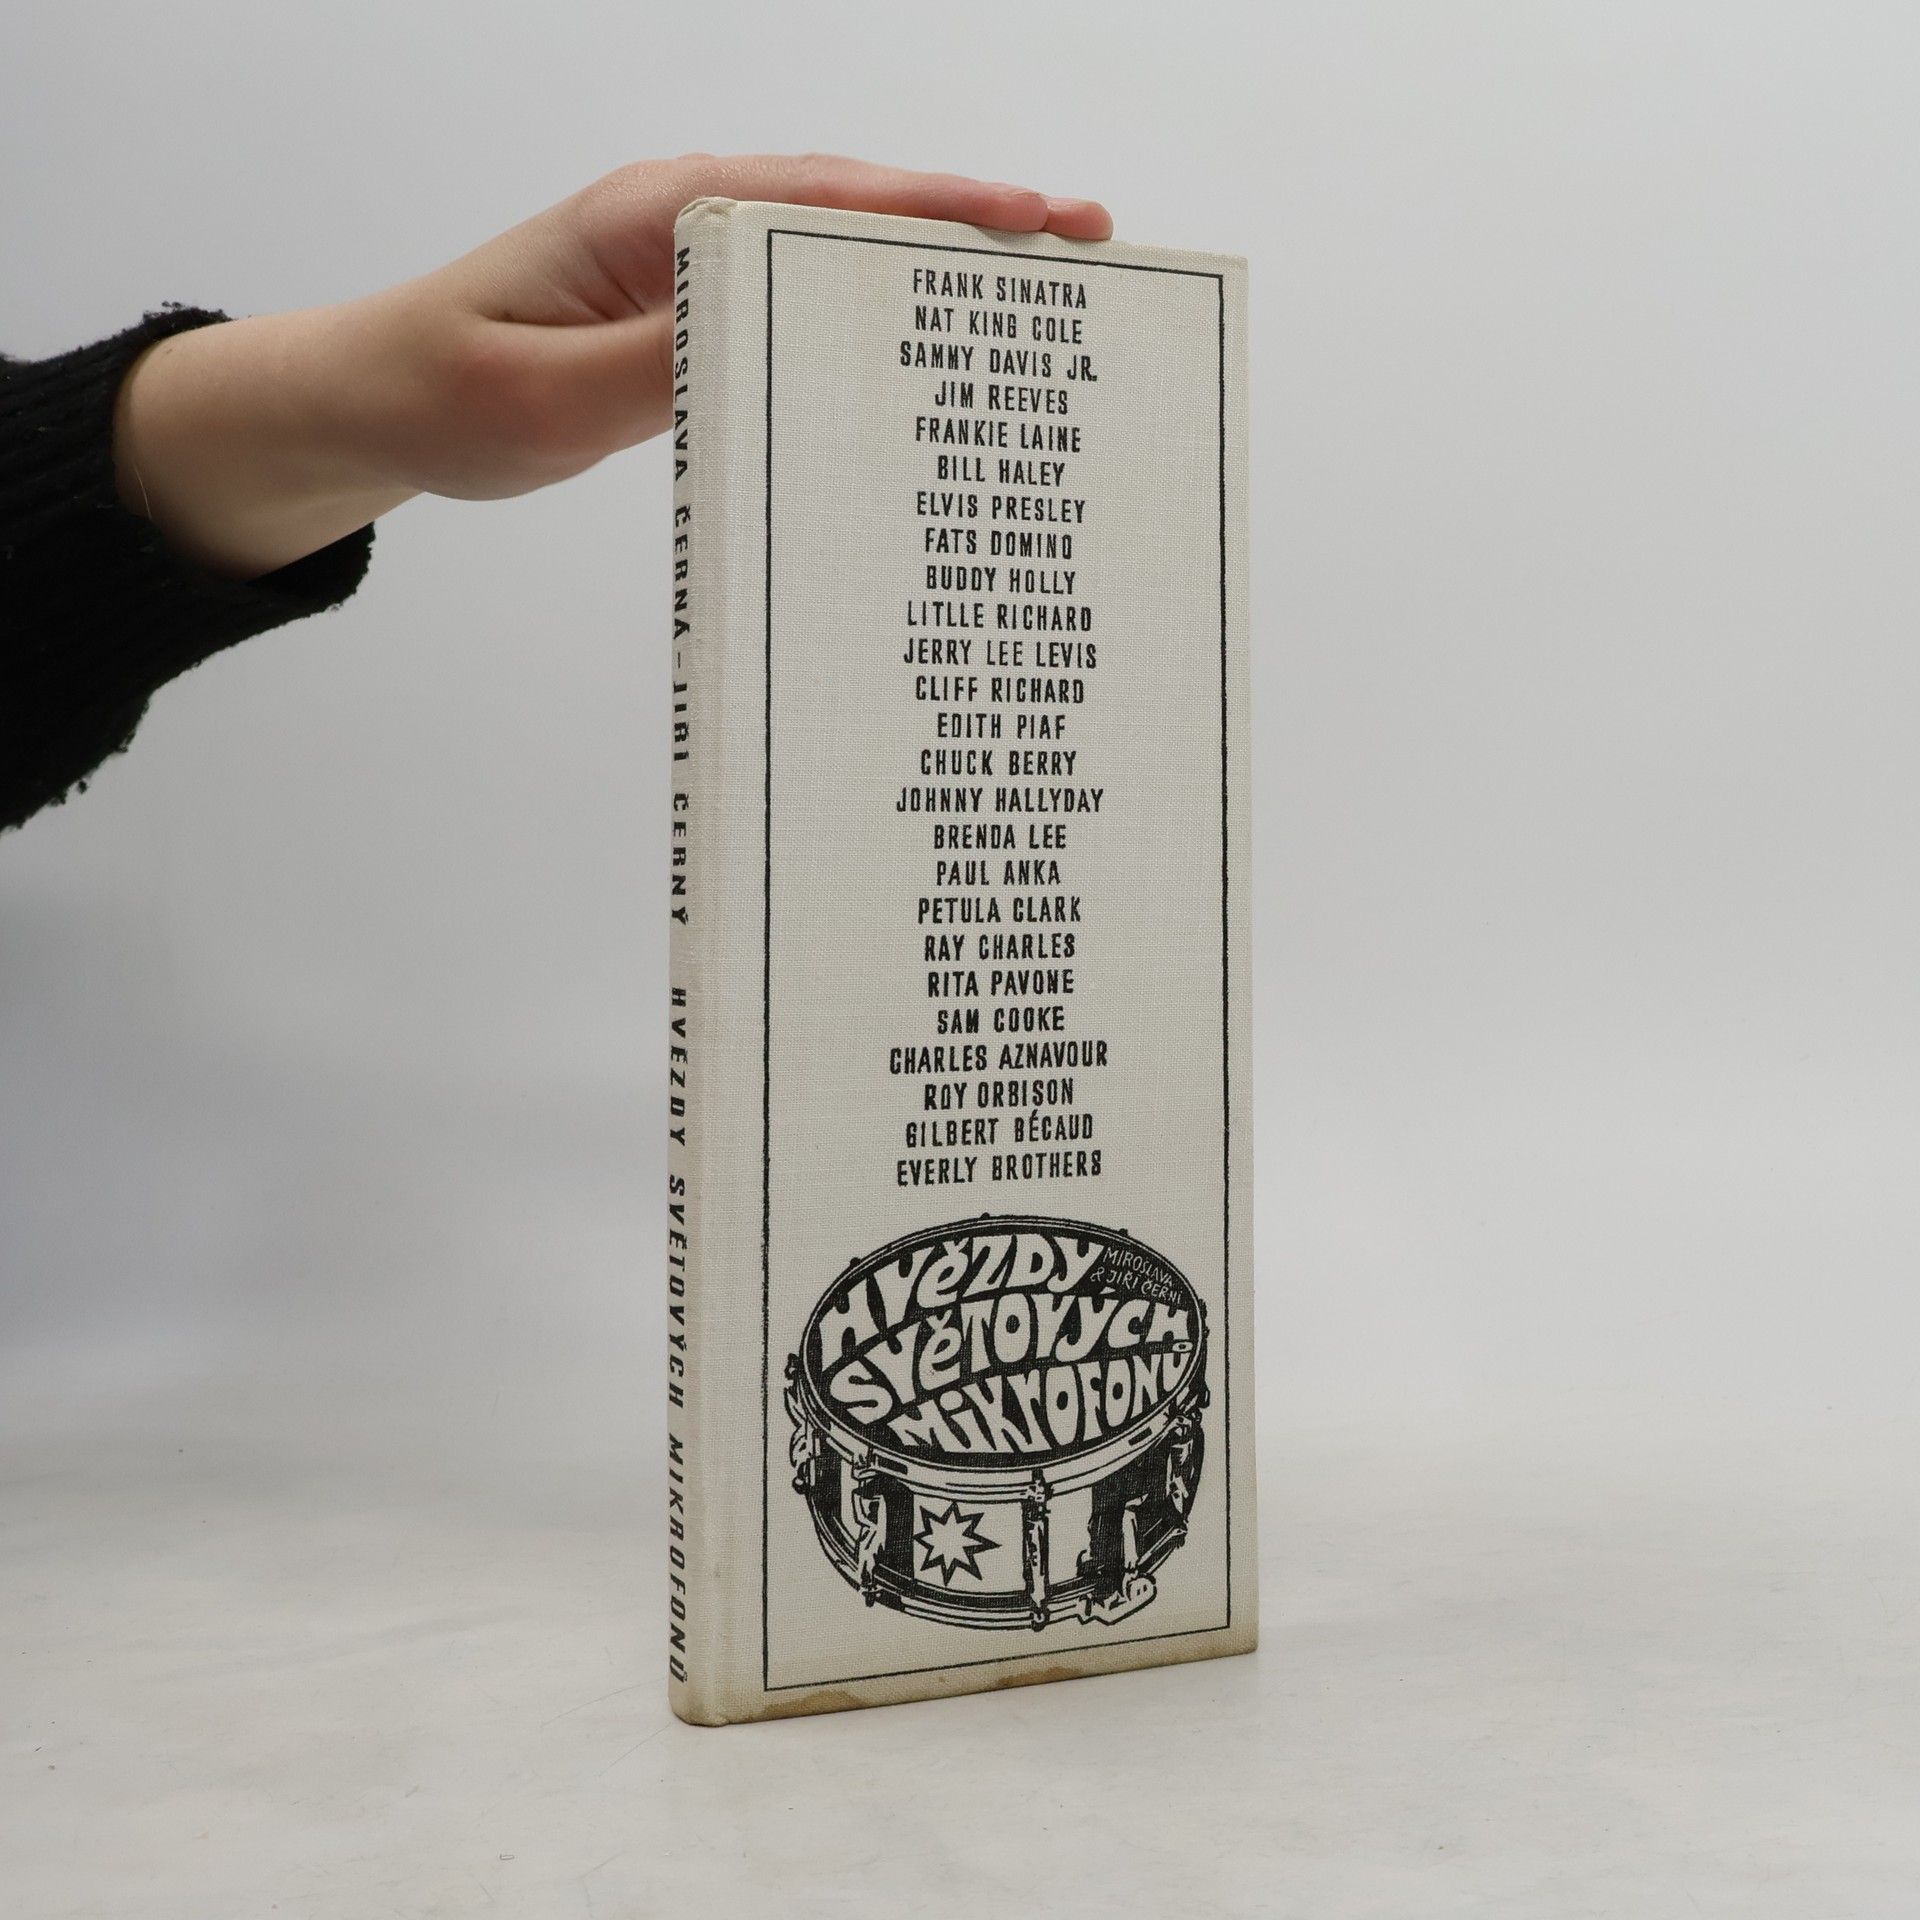 MIROSLAVA ČERNÁ – JIŘÍ ČERNÝ HVĚZDY SVĚTOVÝCH MIKROFONŮ
FRANK SINATRA
NAT KING COLE
SAMMY DAVIS JR.
JIM REEVES
FRANKIE LAINE
BILL HALEY
ELVIS PRESLEY
FATS DOMINO
BUDDY HOLLY
LITLLE RICHARD
JERRY LEE LEVIS
CLIFF RICHARD
EDITH PIAF
CHUCK BERRY
JOHNNY HALLYDAY
BRENDA LEE
PAUL ANKA
PETULA CLARK
RAY CHARLES
RITA PAVONE
SAM COOKE
CHARLES AZNAVOUR
ROY ORBISON
GILBERT BÉCAUD
EVERLY BROTHERS
HVěZDY
MIROSLAVA
& JIŘÍ ČERNÍ
SVěTOVÝCH
MiKrOFONŮ